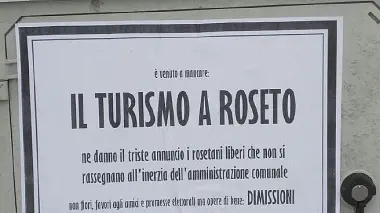 è venuto a mancare:
IL TURISMO A ROSETO
ne danno il triste annuncio i rosetani liberi che non si
rassegnano all'inerzia dell'amministrazione comunale
non fiori, favori agli amici e promesse elettorali ma opere di bene: DIMISSIONI